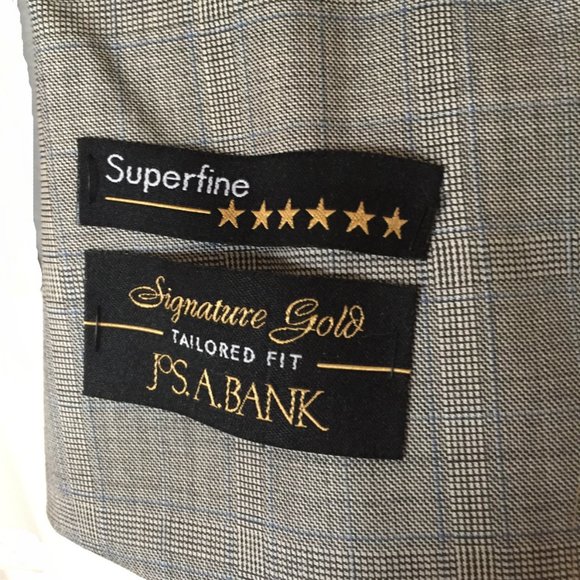 Superfine
Signature Gold
TAILORED FIT
JoS. A. BANK